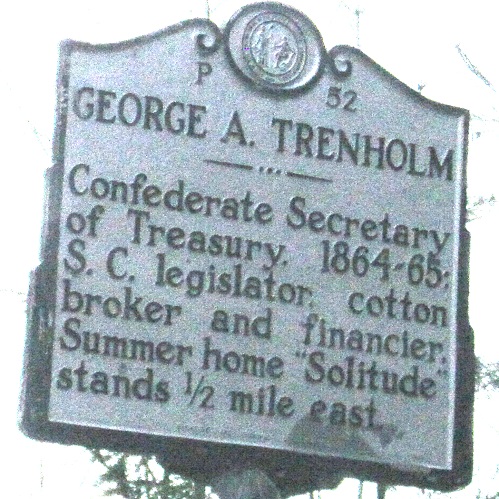 P 52
GEORGE A. TRENHOLM
Confederate Secretary
of Treasury, 1864-65;
S. C. legislator, cotton
broker and financier.
Summer home "Solitude"
stands 1/2 mile east.